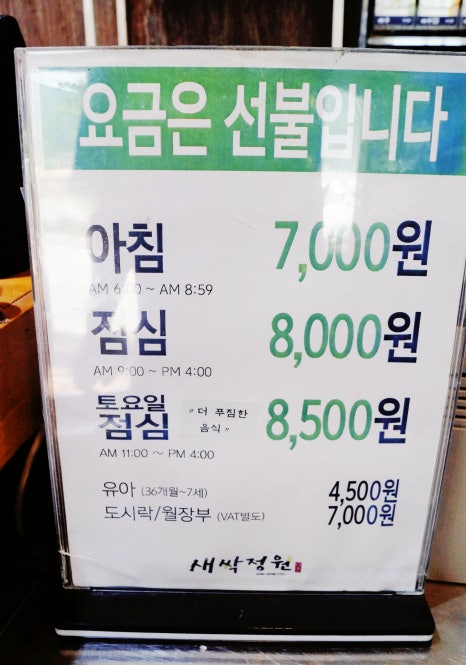 요금은 선불입니다
아침 7,000원
AM ~ AM 8:59
점심 8,000원
AM 9:00 ~ PM 4:00
토요일
점심 " 더 푸짐한 음식 " 8,500원
AM 11:00 ~ PM 4:00
유아 (36개월~7세) 4,500원
도시락/월장부 (VAT별도) 7,000원
새싹정원